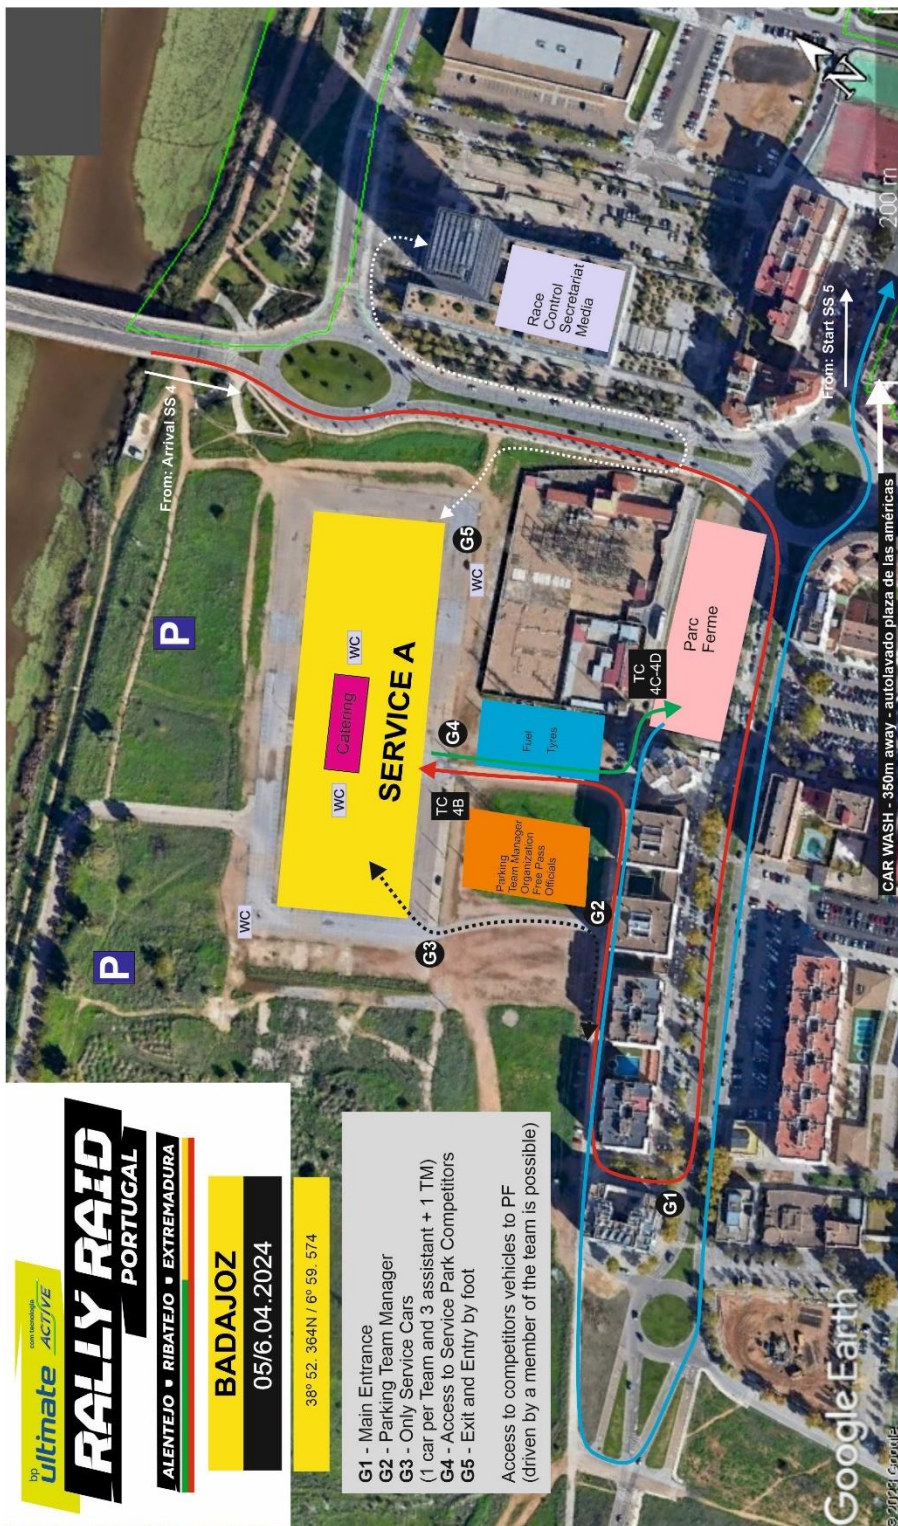 bp
ultimate
com tecnologia
ACTIVE
RALLY RAID
PORTUGAL
ALENTEJO • RIBATEJO • EXTREMADURA
BADAJOZ
05/6.04.2024
38º 52. 364N / 6º 59. 574
G1 - Main Entrance
G2 - Parking Team Manager
G3 - Only Service Cars
(1 car per Team and 3 assistant + 1 TM)
G4 - Access to Service Park Competitors
G5 - Exit and Entry by foot
Access to competitors vehicles to PF
(driven by a member of the team is possible)
P
P
WC
WC
WC
WC
Catering
SERVICE A
G3
TC
4B
G4
G5
Parking
Team Manager
Organization
Free Pass
Officials
G2
Fuel
Tyres
TC
4C-4D
Parc
Ferme
G1
From: Arrival SS 4
Race
Control
Secretariat
Media
From: Start SS 5
CAR WASH - 350m away - autolavado plaza de las américas
N
200 m
Google Earth
© 2023 Google